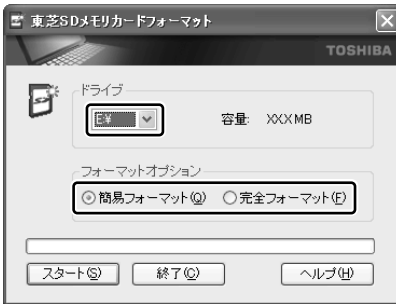 東芝SDメモリカードフォーマット
TOSHIBA
ドライブ
E:¥ 容量: XXXMB
フォーマットオプション
簡易フォーマット(Q) 完全フォーマット(F)
スタート(S) 終了(C) ヘルプ(H)